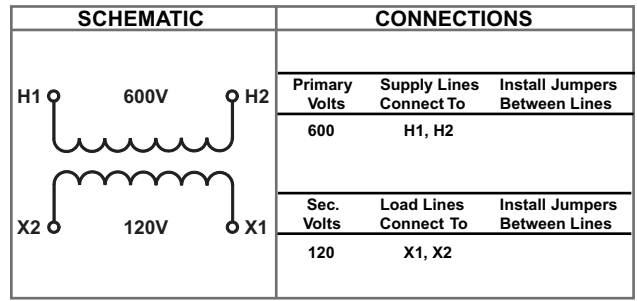 SCHEMATIC
CONNECTIONS
H1
600V
H2
X2
120V
X1
Primary Volts
Supply Lines Connect To
Install Jumpers Between Lines
600
H1, H2
Sec. Volts
Load Lines Connect To
Install Jumpers Between Lines
120
X1, X2